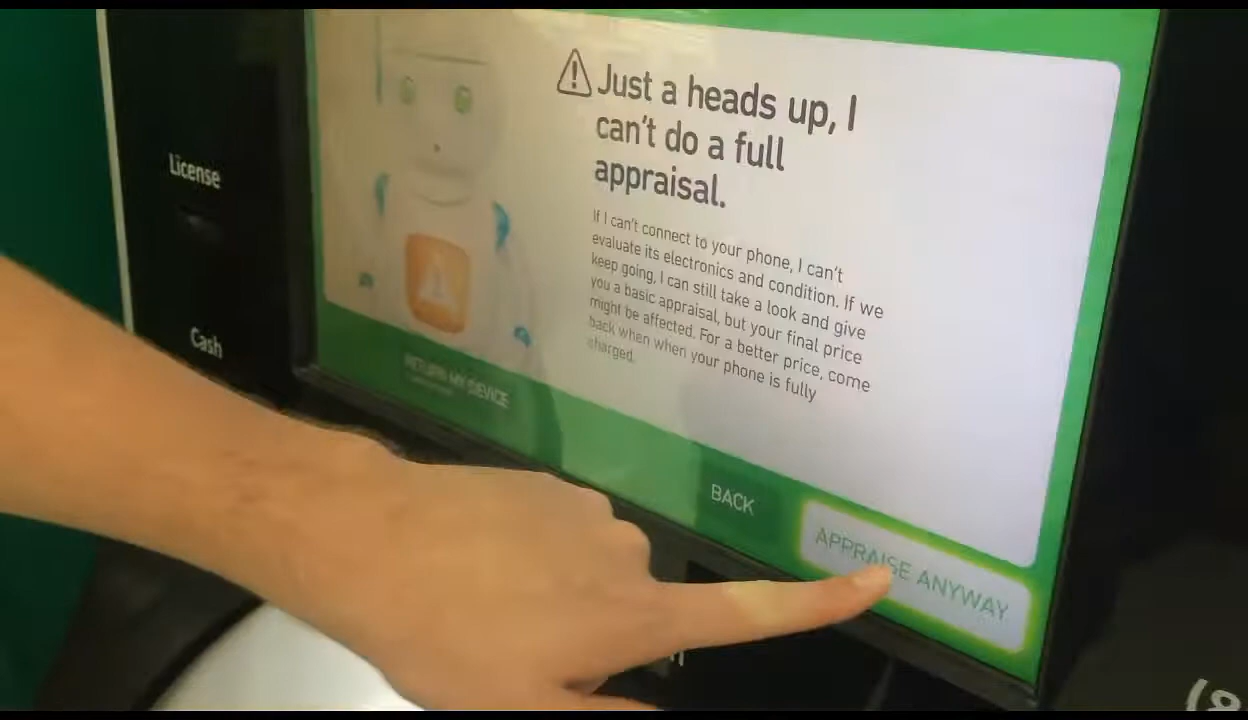 License
Cash
Just a heads up, I
can't do a full
appraisal.
If I can't connect to your phone, I can't
evaluate its electronics and condition. If we
keep going, I can still take a look and give
you a basic appraisal, but your final price
might be affected. For a better price, come
back when when your phone is fully
charged.
RETURN MY DEVICE
BACK
APPRAISE ANYWAY